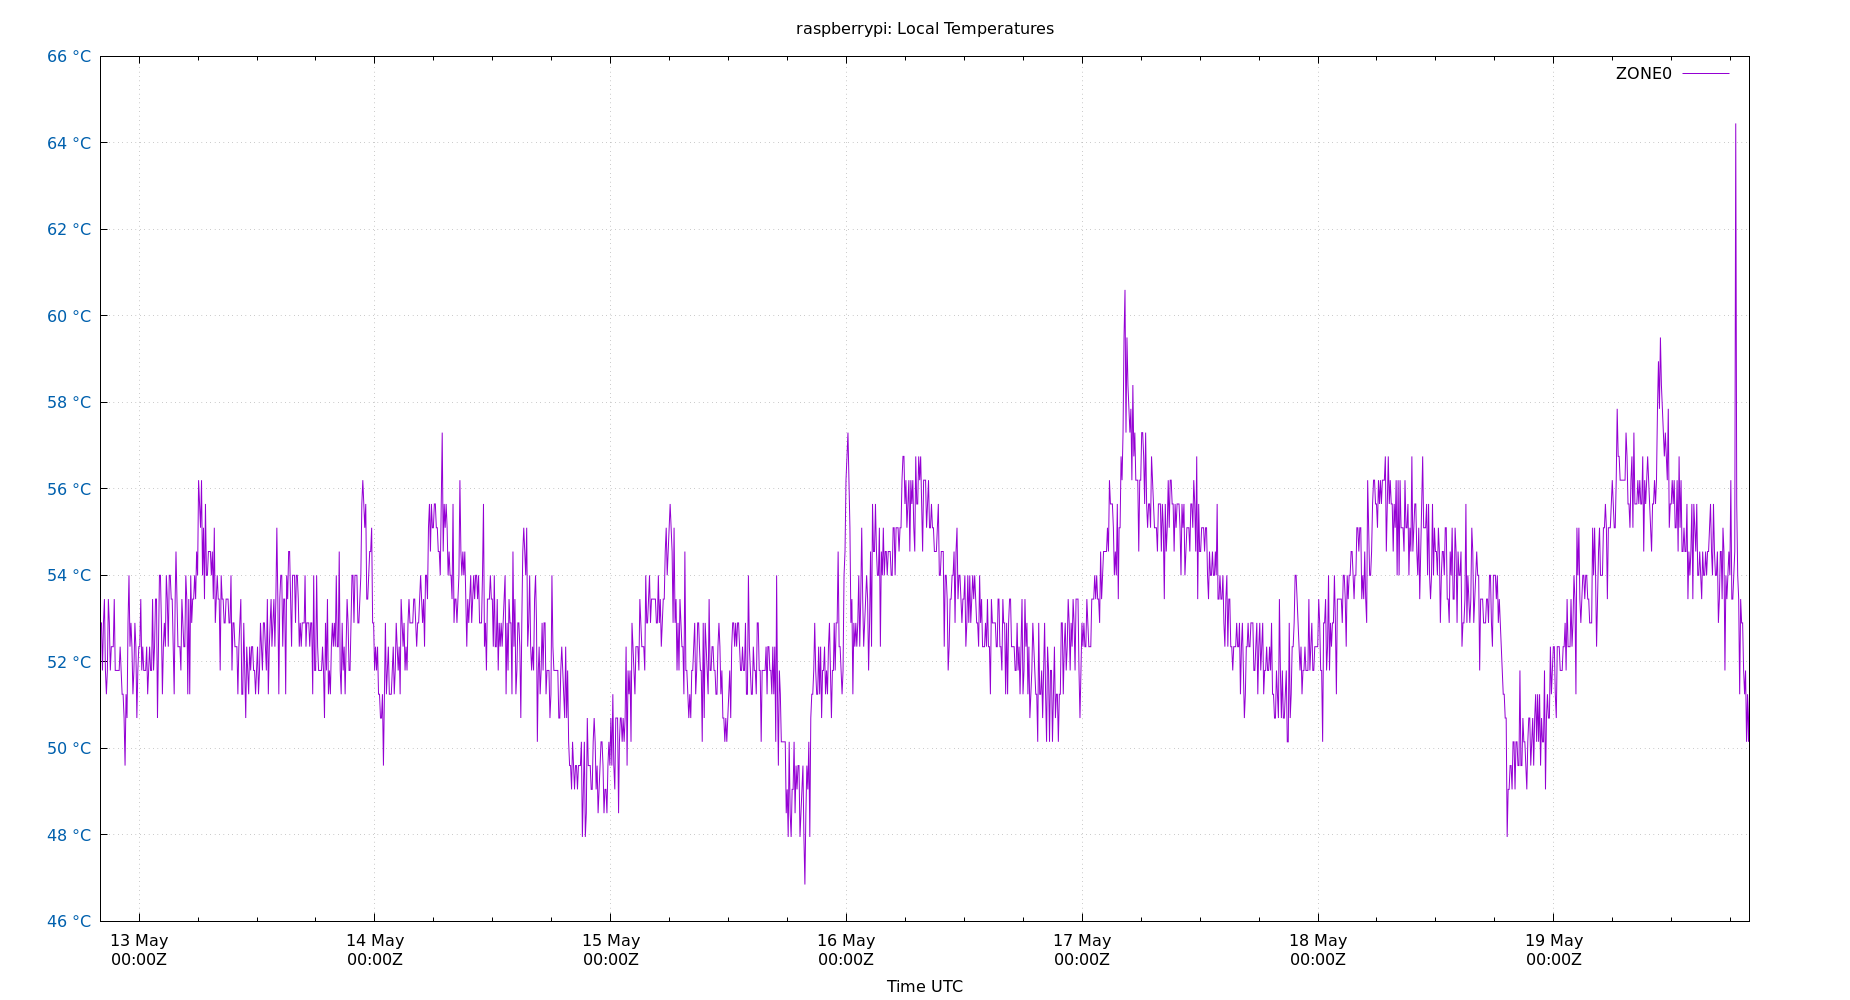 raspberrypi: Local Temperatures
66 °C
ZONE0
64 °C
62 °C
60 °C
58 °C
56 °C
54 °C
52 °C
50 °C
48 °C
46 °C
13 May 14 May 15 May 16 May 17 May 18 May 19 May
00:00Z 00:00Z 00:00Z 00:00Z 00:00Z 00:00Z 00:00Z
Time UTC